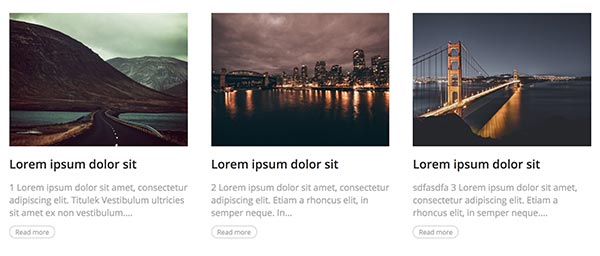 Lorem ipsum dolor sit
1 Lorem ipsum dolor sit amet, consectetur
adipiscing elit. Titulek Vestibulum ultricies
sit amet ex non vestibulum....
Read more
Lorem ipsum dolor sit
2 Lorem ipsum dolor sit amet, consectetur
adipiscing elit. Etiam a rhoncus elit, in
semper neque. In...
Read more
Lorem ipsum dolor sit
sdfasdfa 3 Lorem ipsum dolor sit amet,
consectetur adipiscing elit. Etiam a
rhoncus elit, in semper neque....
Read more